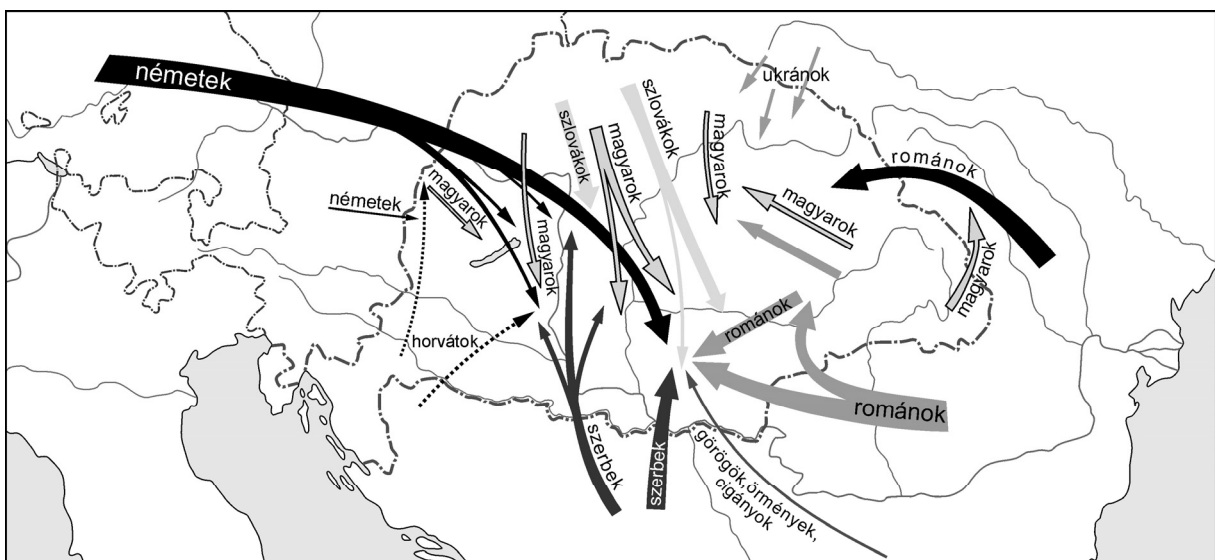 németek
ukránok
szlovákok
szlovákok
magyarok
magyarok
románok
németek
magyarok
magyarok
magyarok
magyarok
románok
horvátok
románok
szerbek
szerbek
görögök, örmények,
cigányok